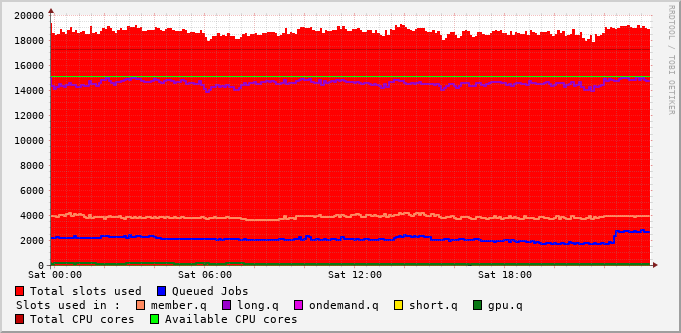 20000
18000
16000
14000
12000
10000
8000
6000
4000
2000
0
Sat 00:00 Sat 06:00 Sat 12:00 Sat 18:00
Total slots used Queued Jobs
Slots used in : member.q long.q ondemand.q short.q gpu.q
Total CPU cores Available CPU cores
RRDTOOL / TOBI OETIKER